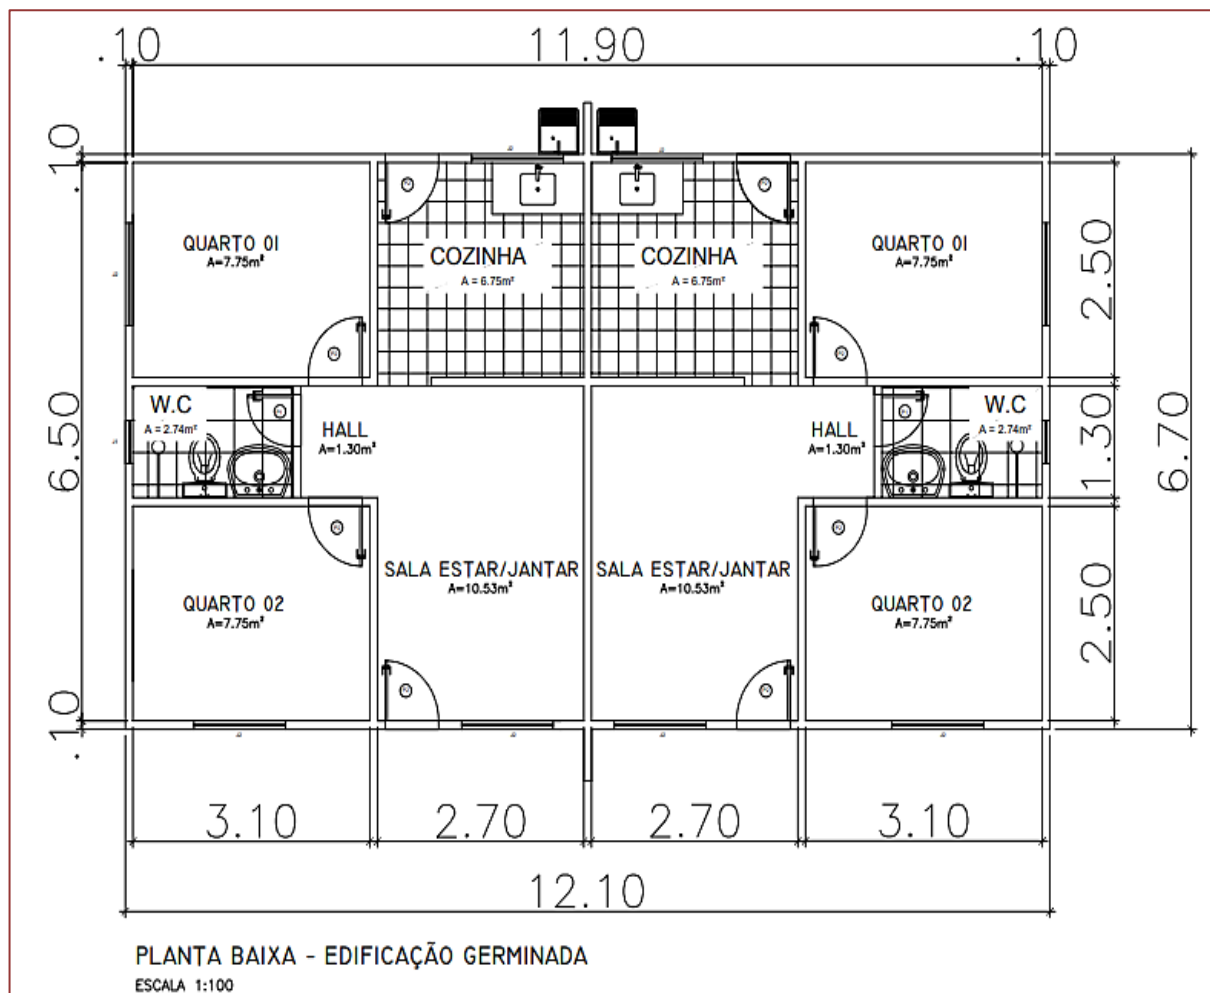 .10
11.90
.10
.10
QUARTO 01
A=7.75m²
COZINHA
A = 6.75m²
COZINHA
A = 6.75m²
QUARTO 01
A=7.75m²
2.50
W.C
A = 2.74m²
HALL
A=1.30m²
HALL
A=1.30m²
W.C
A = 2.74m²
6.50
1.30
6.70
SALA ESTAR/JANTAR
A=10.53m²
SALA ESTAR/JANTAR
A=10.53m²
QUARTO 02
A=7.75m²
QUARTO 02
A=7.75m²
2.50
.10
3.10
2.70
2.70
3.10
12.10
PLANTA BAIXA - EDIFICAÇÃO GERMINADA
ESCALA 1:100